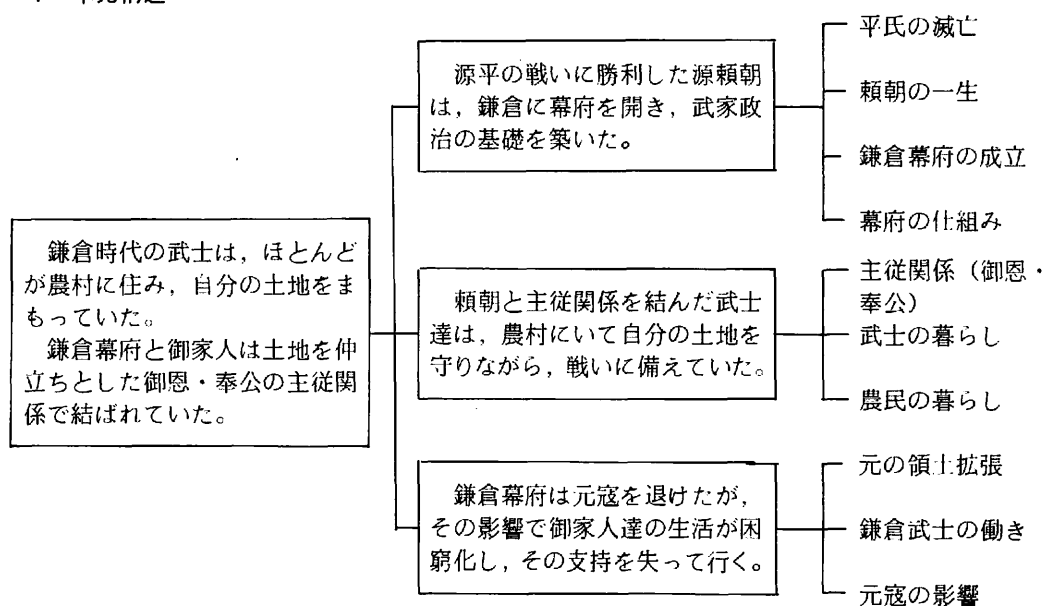 鎌倉時代の武士は，ほとんど
が農村に住み，自分の土地をま
もっていた。
鎌倉幕府と御家人は土地を仲
立ちとした御恩・奉公の主従関
係で結ばれていた。
源平の戦いに勝利した源頼朝
は，鎌倉に幕府を開き，武家政
治の基礎を築いた。
平氏の滅亡
頼朝の一生
鎌倉幕府の成立
幕府の仕組み
頼朝と主従関係を結んだ武士
達は，農村にいて自分の土地を
守りながら，戦いに備えていた。
主従関係（御恩・
奉公）
武士の暮らし
農民の暮らし
鎌倉幕府は元寇を退けたが，
その影響で御家人達の生活が困
窮化し，その支持を失って行く。
元の領土拡張
鎌倉武士の働き
元寇の影響